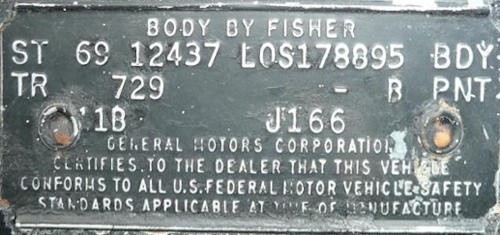 BODY BY FISHER
ST 69 12437 LOS178895 BDY
TR 729 - B PNT
11B J166
GENERAL MOTORS CORPORATION
CERTIFIES TO THE DEALER THAT THIS VEHICLE
CONFORMS TO ALL U.S. FEDERAL MOTOR VEHICLE SAFETY
STANDARDS APPLICABLE AT TIME OF MANUFACTURE